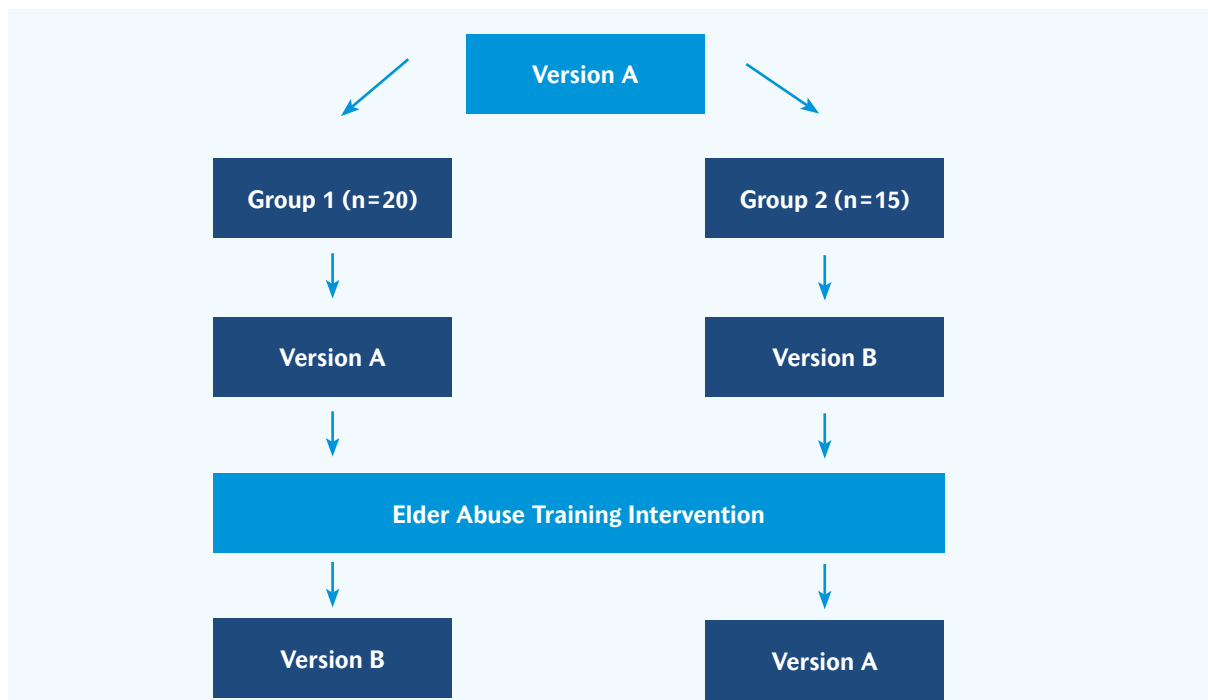 Version A
Group 1 (n=20)
Group 2 (n=15)
Version A
Version B
Elder Abuse Training Intervention
Version B
Version A